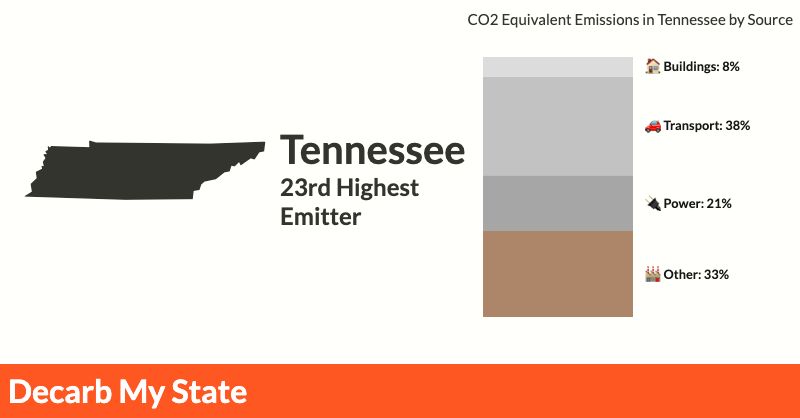 CO2 Equivalent Emissions in Tennessee by Source
Tennessee
23rd Highest
Emitter
Buildings: 8%
Transport: 38%
Power: 21%
Other: 33%
Decarb My State